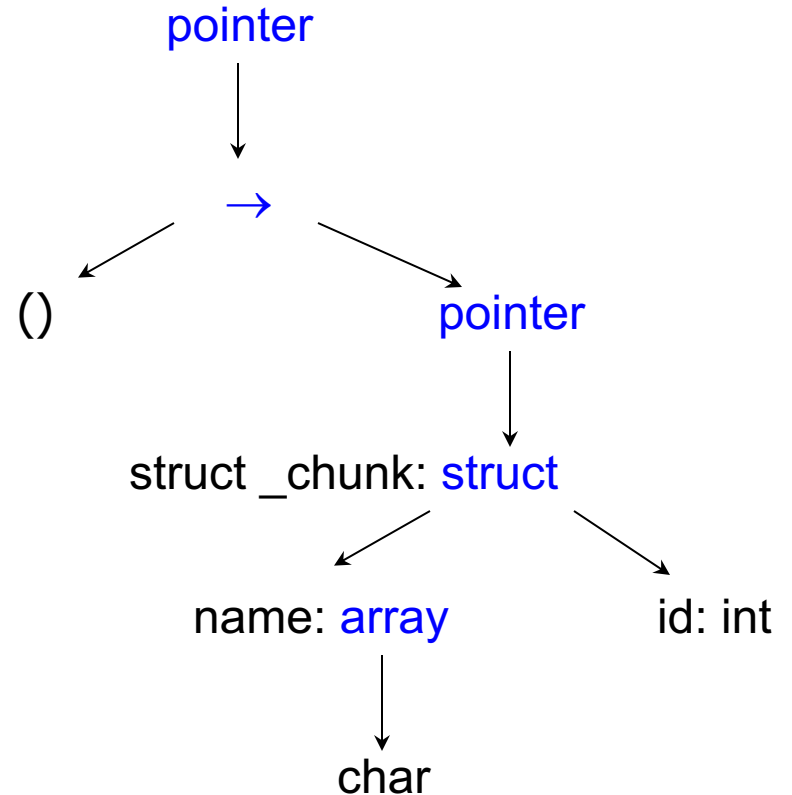 pointer
→
()
pointer
struct _chunk: struct
name: array
id: int
char